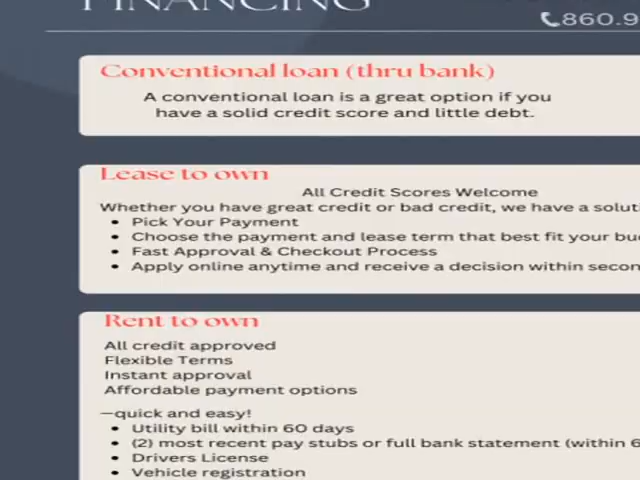 FINANCING
860.9
Conventional loan (thru bank)
A conventional loan is a great option if you
have a solid credit score and little debt.
Lease to own
All Credit Scores Welcome
Whether you have great credit or bad credit, we have a soluti
• Pick Your Payment
• Choose the payment and lease term that best fit your bu
• Fast Approval & Checkout Process
• Apply online anytime and receive a decision within secon
Rent to own
All credit approved
Flexible Terms
Instant approval
Affordable payment options
—quick and easy!
• Utility bill within 60 days
• (2) most recent pay stubs or full bank statement (within 6
• Drivers License
• Vehicle registration